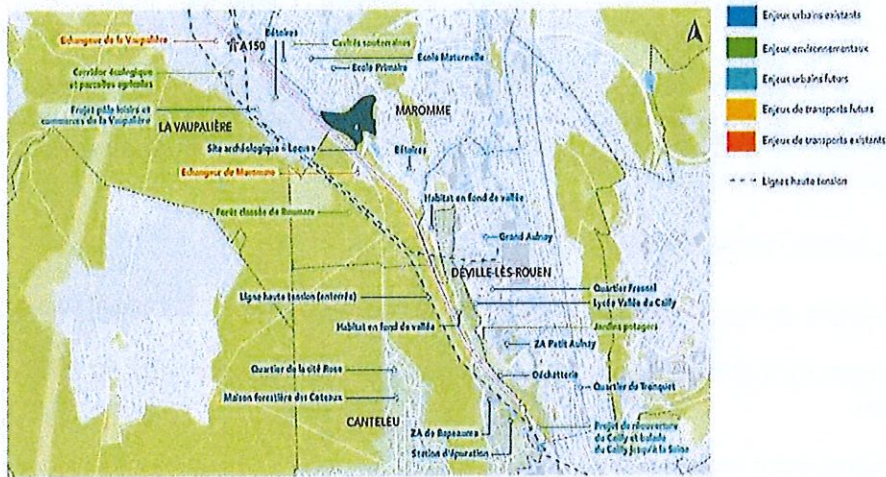 Echangeur de la Vaupalière
A150
Bétoires
Cavités souterraines
Ecole Maternelle
Ecole Primaire
Corridor écologique
et parcelles agricoles
MAROMME
Projet pôle loisirs et
commerces de la Vaupalière
LA VAUPALIÈRE
Site archéologique à
Bétoires
Echangeur de Maromme
Habitat en fond de vallée
Forêt classée de Roumare
Grand Aulnay
DÉVILLE-LÈS-ROUEN
Quartier Fresnel
Ligne haute tension (enterrée)
Lycée Vallée du Cailly
Habitat en fond de vallée
Jardins potagers
ZA Petit Aulnay
Quartier de la cité Rose
Déchetterie
Quartier du Tronquet
Maison forestière des Coteaux
CANTELEU
ZA de Bapeaume
Projet de réouverture
du Cailly et balade
du Cailly jusqu'à la Seine
Station d'épuration
Enjeux urbains existants
Enjeux environnementaux
Enjeux urbains futurs
Enjeux de transports futurs
Enjeux de transports existants
Lignes haute tension